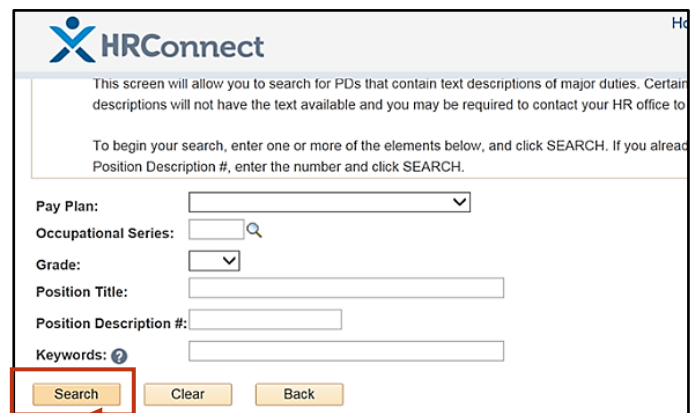 Ho
HRConnect
This screen will allow you to search for PDs that contain text descriptions of major duties. Certain
descriptions will not have the text available and you may be required to contact your HR office to
To begin your search, enter one or more of the elements below, and click SEARCH. If you alread
Position Description #, enter the number and click SEARCH.
Pay Plan:
Occupational Series:
Grade:
Position Title:
Position Description #:
Keywords: ?
Search Clear Back